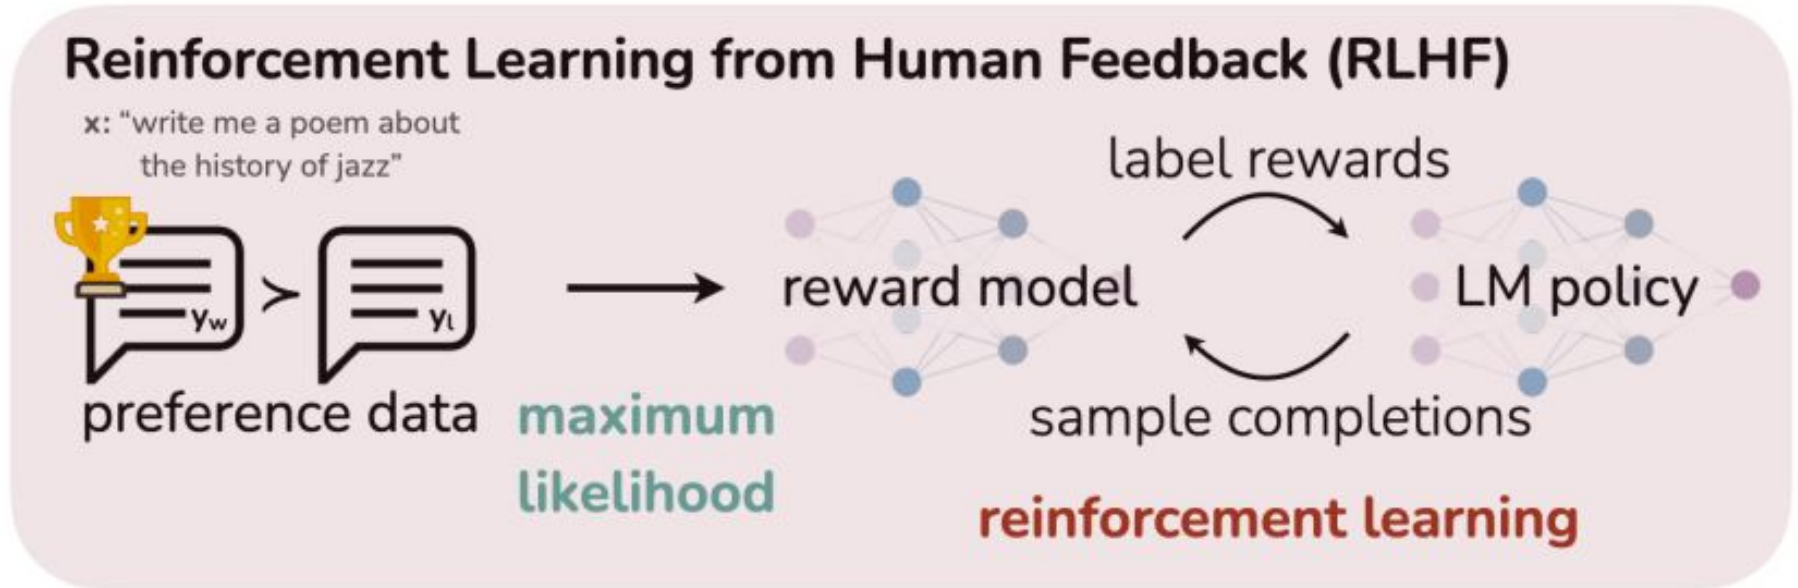 Reinforcement Learning from Human Feedback (RLHF)
x: “write me a poem about
the history of jazz”
label rewards
yw
≻
yl
reward model
LM policy
preference data
maximum
likelihood
sample completions
reinforcement learning